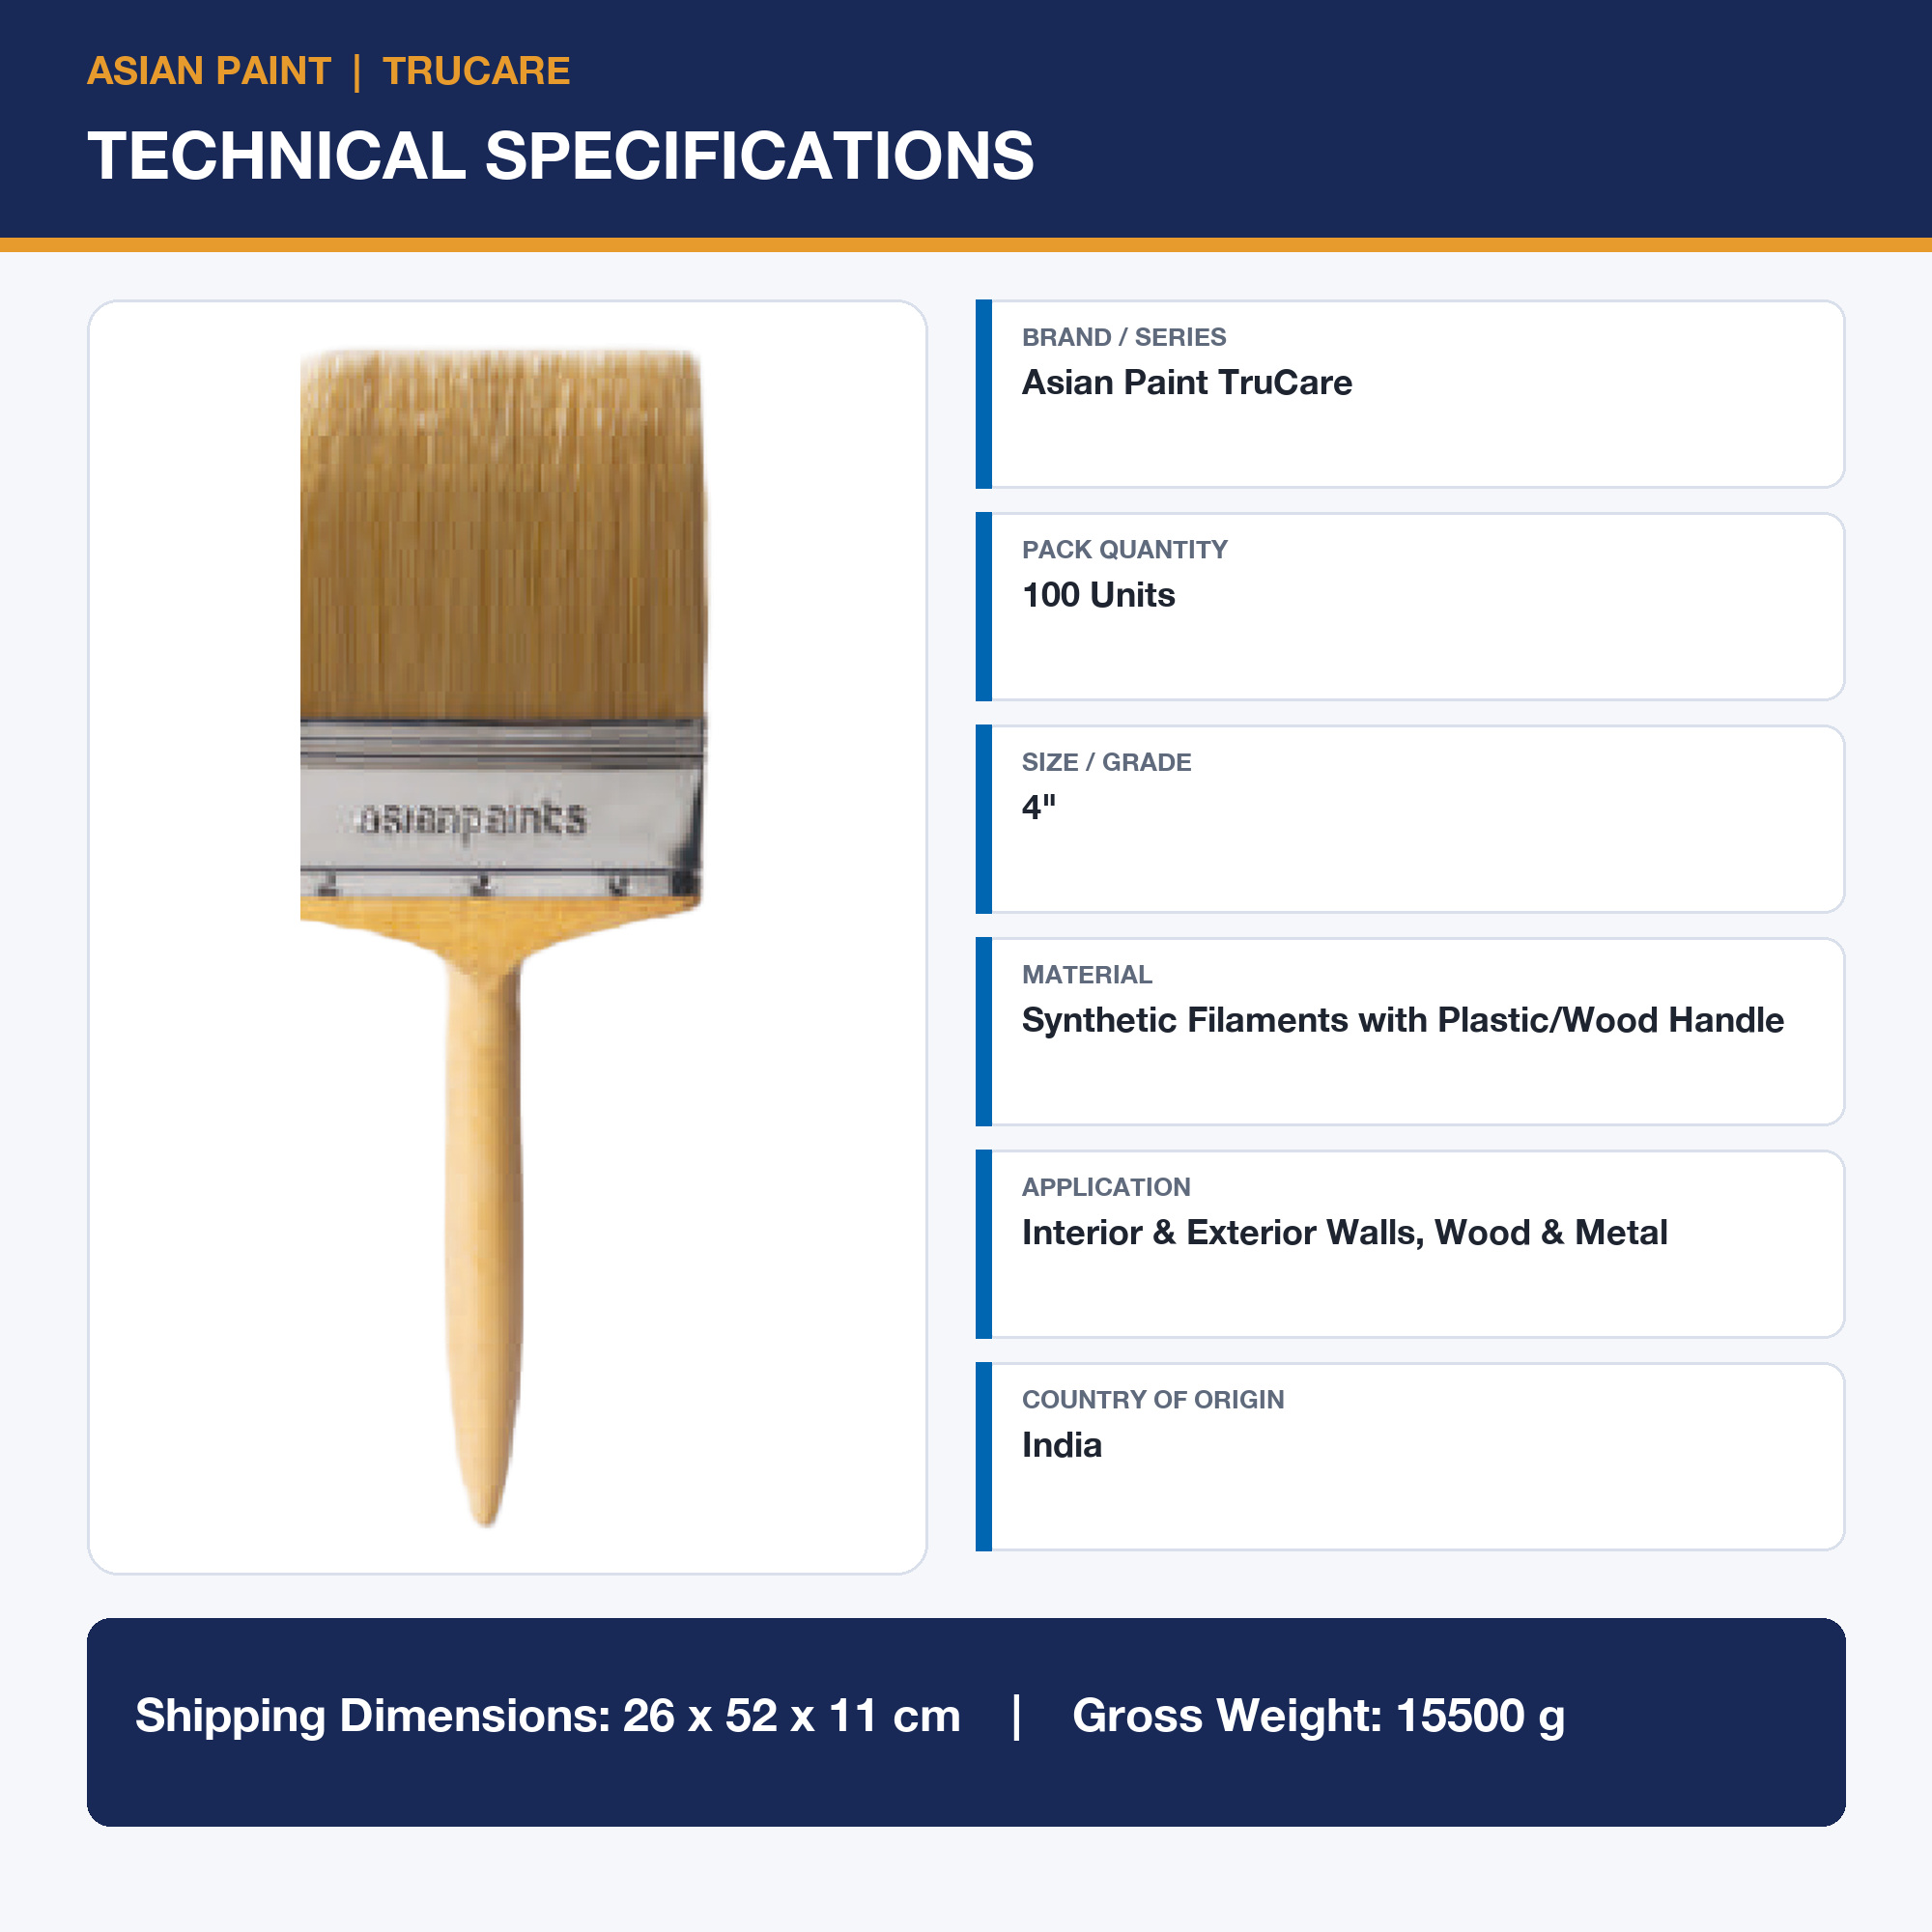 ASIAN PAINT | TRUCARE
TECHNICAL SPECIFICATIONS
asianpaints
BRAND / SERIES
Asian Paint TruCare
PACK QUANTITY
100 Units
SIZE / GRADE
4"
MATERIAL
Synthetic Filaments with Plastic/Wood Handle
APPLICATION
Interior & Exterior Walls, Wood & Metal
COUNTRY OF ORIGIN
India
Shipping Dimensions: 26 x 52 x 11 cm | Gross Weight: 15500 g